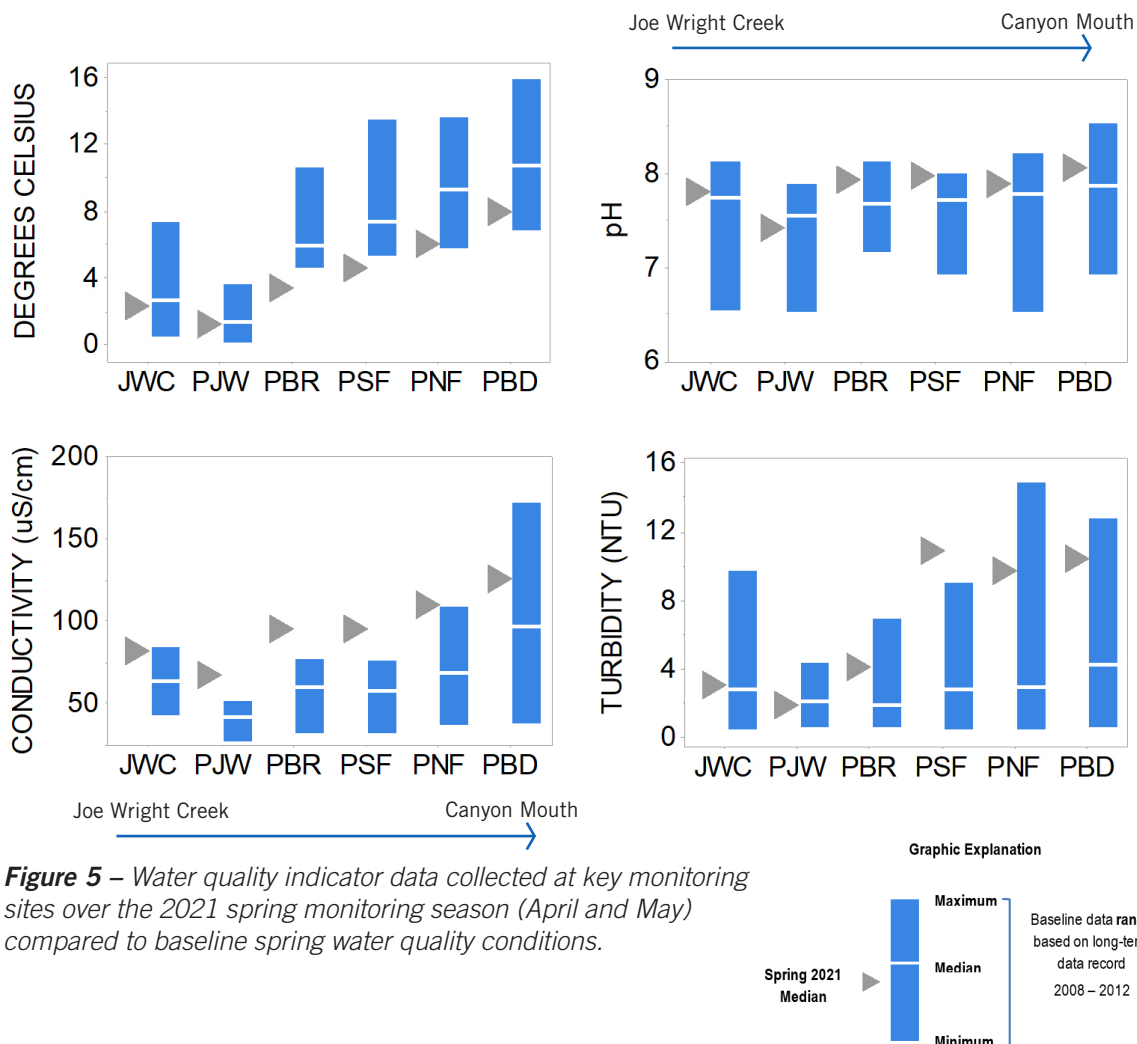 Joe Wright Creek
Canyon Mouth
DEGREES CELSIUS
16
12
8
4
0
JWC PJW PBR PSF PNF PBD
pH
9
8
7
6
JWC PJW PBR PSF PNF PBD
CONDUCTIVITY (uS/cm)
200
150
100
50
JWC PJW PBR PSF PNF PBD
TURBIDITY (NTU)
16
12
8
4
0
JWC PJW PBR PSF PNF PBD
Joe Wright Creek
Canyon Mouth
Figure 5 – Water quality indicator data collected at key monitoring
sites over the 2021 spring monitoring season (April and May)
compared to baseline spring water quality conditions.
Graphic Explanation
Maximum
Median
Minimum
Spring 2021
Median
Baseline data ran
based on long-ter
data record
2008 – 2012